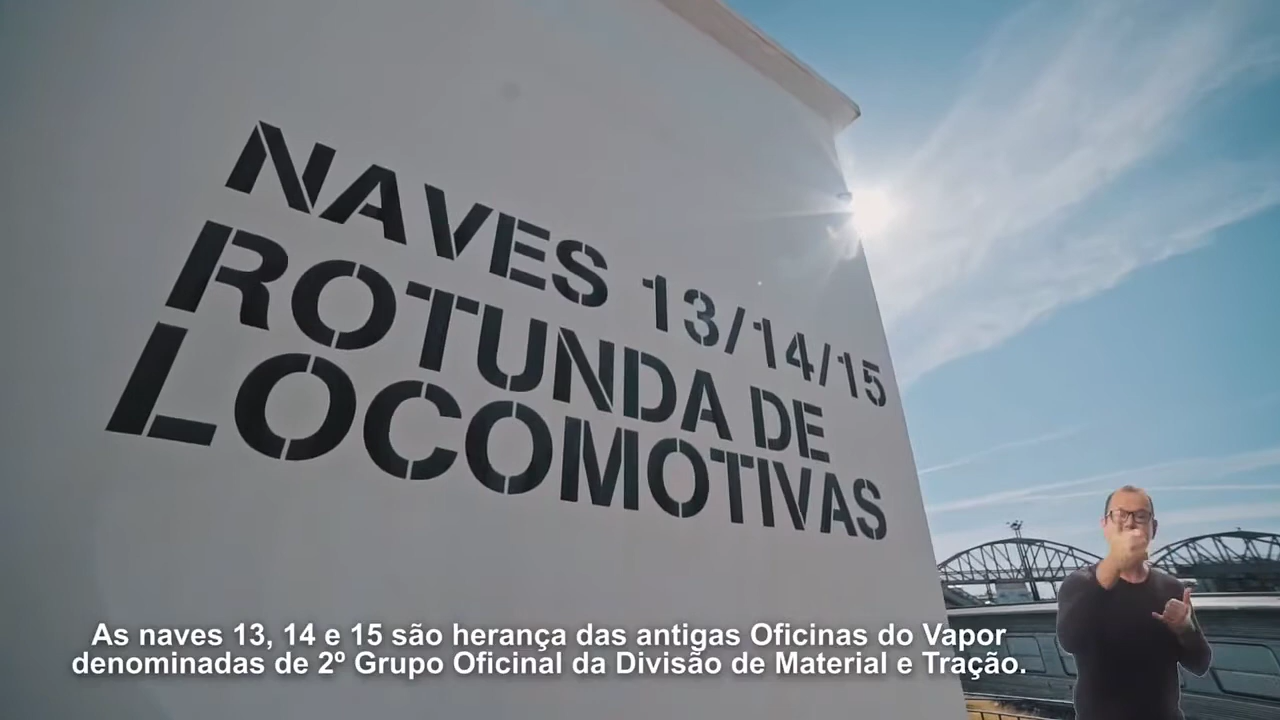 NAVES 13/14/15
ROTUNDA DE
LOCOMOTIVAS
As naves 13, 14 e 15 são herança das antigas Oficinas do Vapor
denominadas de 2º Grupo Oficinal da Divisão de Material e Tração.